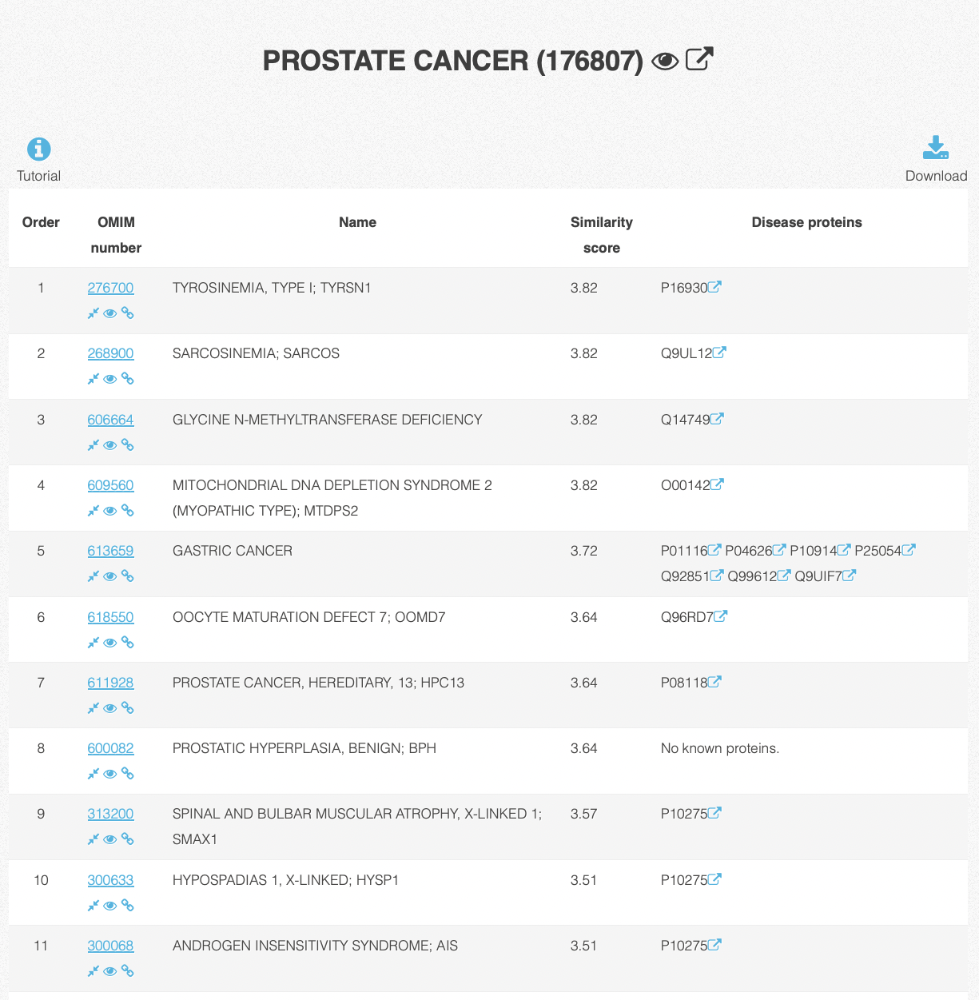 PROSTATE CANCER (176807)
Tutorial
Download
Order OMIM number Name Similarity score Disease proteins
1 276700 TYROSINEMIA, TYPE I; TYRSN1 3.82 P16930
2 268900 SARCOSINEMIA; SARCOS 3.82 Q9UL12
3 606664 GLYCINE N-METHYLTRANSFERASE DEFICIENCY 3.82 Q14749
4 609560 MITOCHONDRIAL DNA DEPLETION SYNDROME 2 3.82 O00142
(MYOPATHIC TYPE); MTDPS2
5 613659 GASTRIC CANCER 3.72 P01116 P04626 P10914 P25054
Q92851 Q99612 Q9UIF7
6 618550 OOCYTE MATURATION DEFECT 7; OOMD7 3.64 Q96RD7
7 611928 PROSTATE CANCER, HEREDITARY, 13; HPC13 3.64 P08118
8 600082 PROSTATIC HYPERPLASIA, BENIGN; BPH 3.64 No known proteins.
9 313200 SPINAL AND BULBAR MUSCULAR ATROPHY, X-LINKED 1; 3.57 P10275
SMAX1
10 300633 HYPOSPADIAS 1, X-LINKED; HYSP1 3.51 P10275
11 300068 ANDROGEN INSENSITIVITY SYNDROME; AIS 3.51 P10275